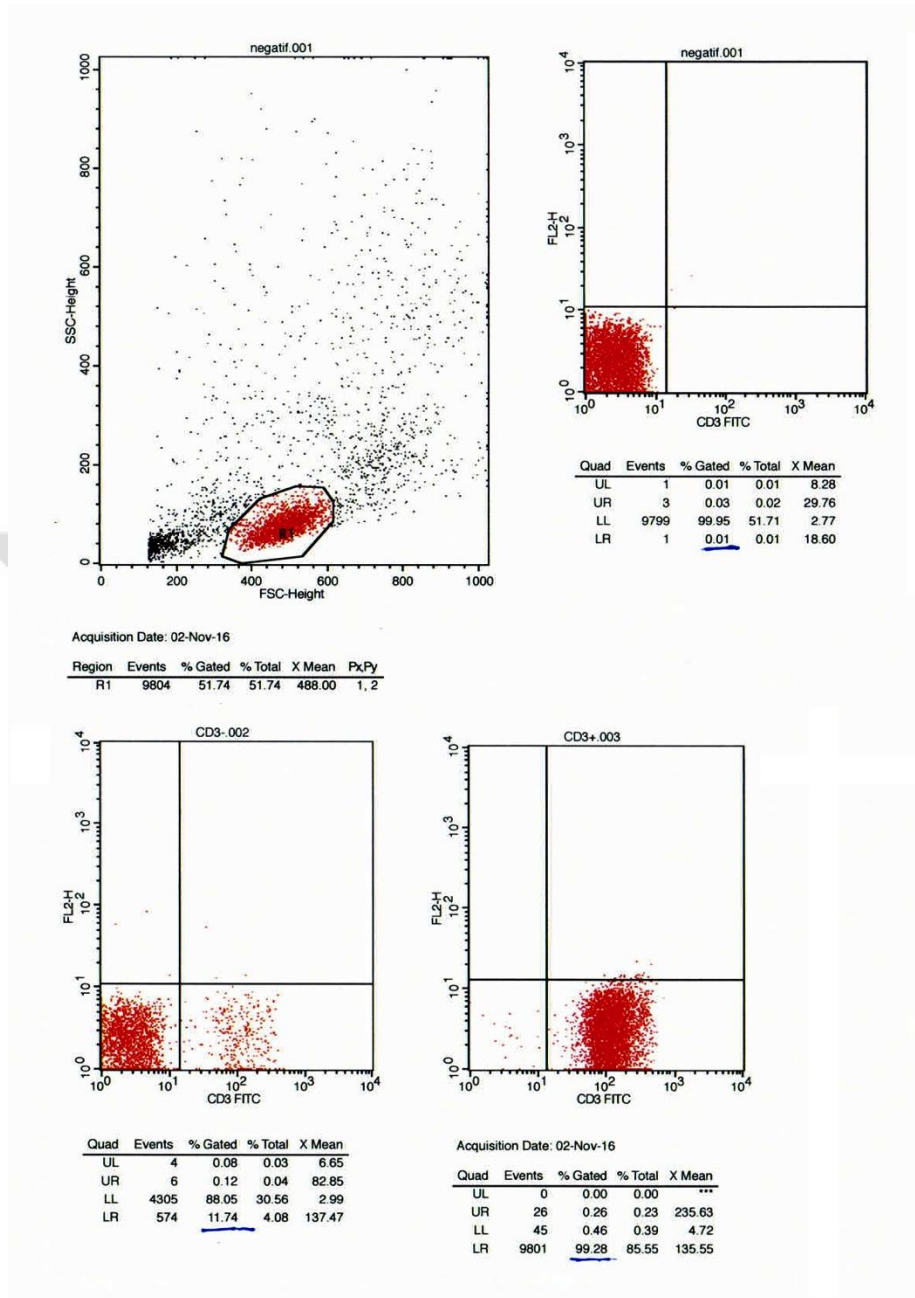 negatif.001
1000
800
600
400
200
0
SSC-Height
R1
0 200 400 600 800 1000
FSC-Height
negatif.001
10^4
10^3
10^2
10^1
10^0
FL2-H
10^0 10^1 10^2 10^3 10^4
CD3 FITC
Quad Events % Gated % Total X Mean
UL 1 0.01 0.01 8.28
UR 3 0.03 0.02 29.76
LL 9799 99.95 51.71 2.77
LR 1 0.01 0.01 18.60
Acquisition Date: 02-Nov-16
Region Events % Gated % Total X Mean Px,Py
R1 9804 51.74 51.74 488.00 1, 2
CD3-.002
10^4
10^3
10^2
10^1
10^0
FL2-H
10^0 10^1 10^2 10^3 10^4
CD3 FITC
Quad Events % Gated % Total X Mean
UL 4 0.08 0.03 6.65
UR 6 0.12 0.04 82.85
LL 4305 88.05 30.56 2.99
LR 574 11.74 4.08 137.47
CD3+.003
10^4
10^3
10^2
10^1
10^0
FL2-H
10^0 10^1 10^2 10^3 10^4
CD3 FITC
Acquisition Date: 02-Nov-16
Quad Events % Gated % Total X Mean
UL 0 0.00 0.00 ***
UR 26 0.26 0.23 235.63
LL 45 0.46 0.39 4.72
LR 9801 99.28 85.55 135.55